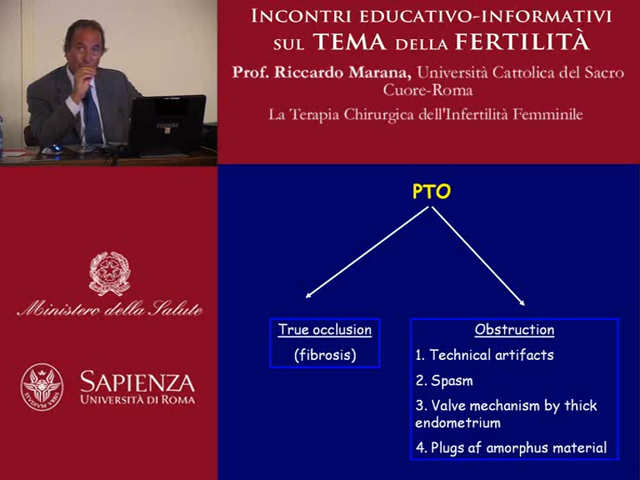 INCONTRI EDUCATIVO-INFORMATIVI
SUL TEMA DELLA FERTILITÀ
Prof. Riccardo Marana, Università Cattolica del Sacro
Cuore-Roma
La Terapia Chirurgica dell'Infertilità Femminile
PTO
True occlusion
(fibrosis)
Obstruction
1. Technical artifacts
2. Spasm
3. Valve mechanism by thick
endometrium
4. Plugs af amorphus material
Ministero della Salute
SAPIENZA
UNIVERSITÀ DI ROMA